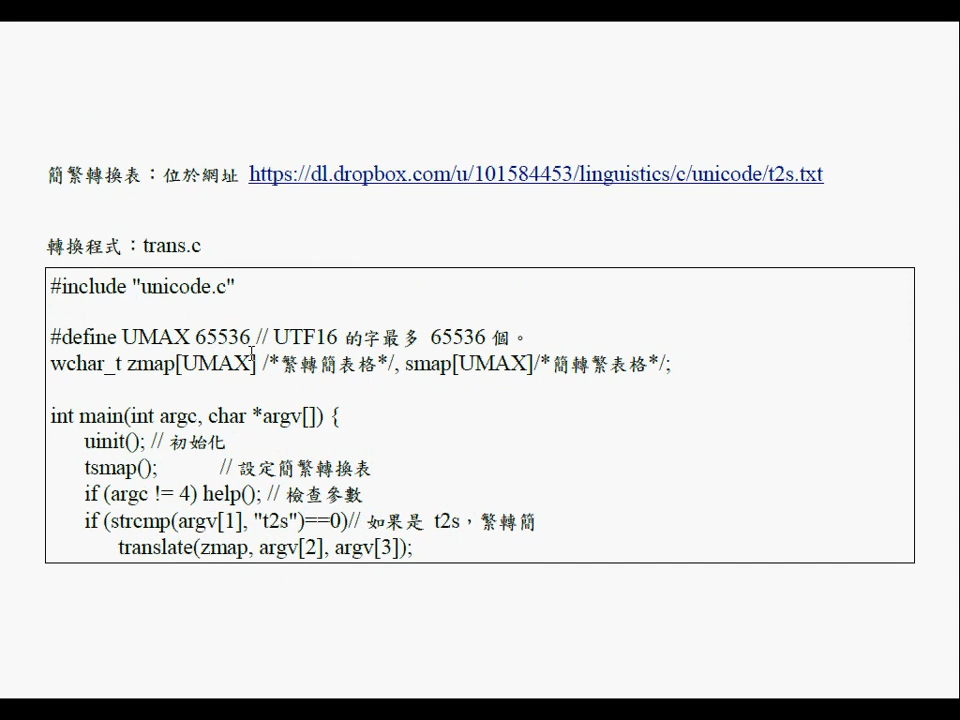 簡繁轉換表：位於網址 https://dl.dropbox.com/u/101584453/linguistics/c/unicode/t2s.txt
轉換程式：trans.c
#include "unicode.c"
#define UMAX 65536 // UTF16 的字最多 65536 個。
wchar_t zmap[UMAX] /*繁轉簡表格*/, smap[UMAX]/*簡轉繁表格*/;
int main(int argc, char *argv[]) {
uinit(); // 初始化
tsmap(); // 設定簡繁轉換表
if (argc != 4) help(); // 檢查參數
if (strcmp(argv[1], "t2s")==0)// 如果是 t2s，繁轉簡
translate(zmap, argv[2], argv[3]);